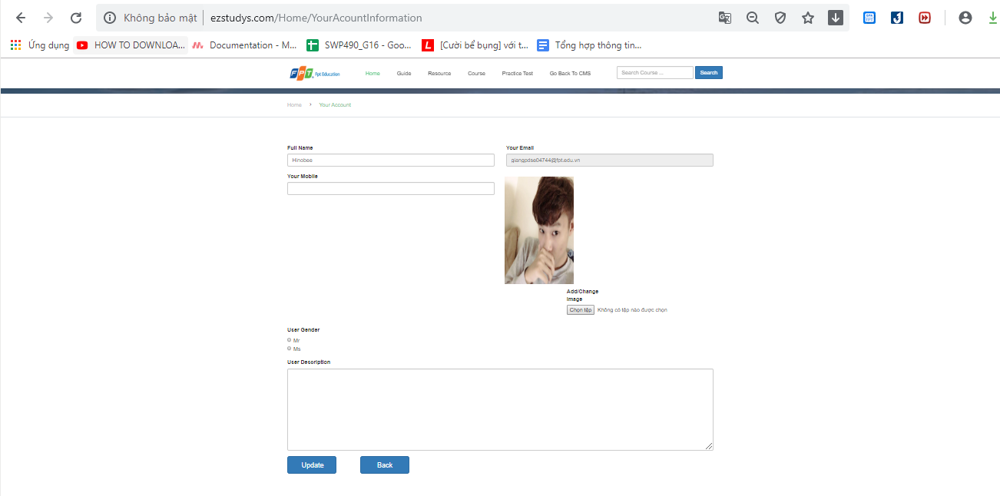 Không bảo mật ezstudys.com/Home/YourAcountInformation
Ứng dụng HOW TO DOWNLOA... Documentation - M... SWP490_G16 - Goo... [Cười bể bụng] với t... Tổng hợp thông tin...
FPT Fpt Education Home Guide Resource Course Practice Test Go Back To CMS Search Course ... Search
Home › Your Account
Full Name Your Email
Hinobee giangpdse04744@fpt.edu.vn
Your Mobile
Add/Change
Image
Chọn tệp Không có tệp nào được chọn
User Gender
Mr
Ms
User Description
Update Back